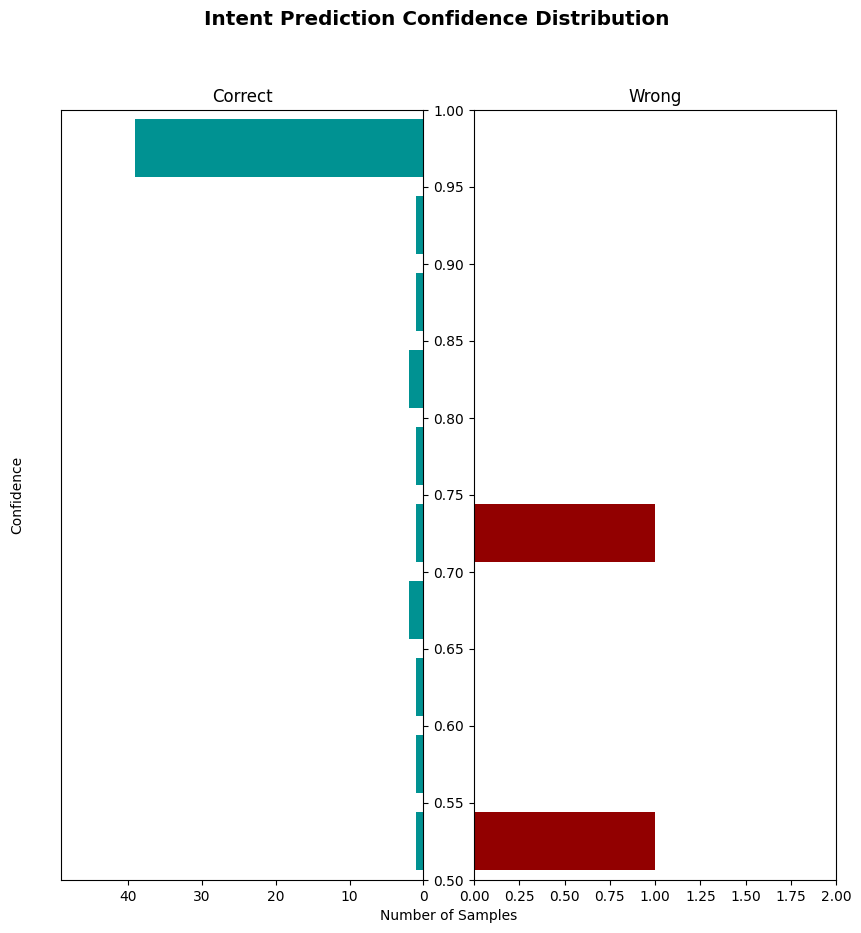 Intent Prediction Confidence Distribution
Correct
Wrong
1.00
0.95
0.90
0.85
0.80
0.75
0.70
0.65
0.60
0.55
0.50
Confidence
40 30 20 10 0
0.00 0.25 0.50 0.75 1.00 1.25 1.50 1.75 2.00
Number of Samples